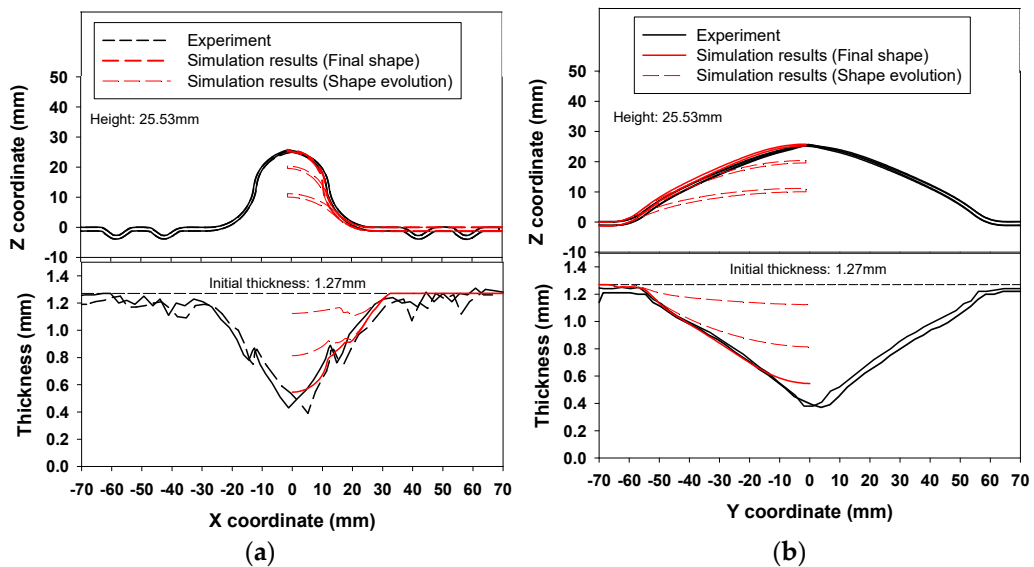 Experiment
Simulation results (Final shape)
Simulation results (Shape evolution)
Height: 25.53mm
Z coordinate (mm)
50
40
30
20
10
0
-10
Initial thickness: 1.27mm
Thickness (mm)
1.4
1.2
1.0
0.8
0.6
0.4
0.2
0.0
-70 -60 -50 -40 -30 -20 -10 0 10 20 30 40 50 60 70
X coordinate (mm)
(a)
Experiment
Simulation results (Final shape)
Simulation results (Shape evolution)
Height: 25.53mm
Z coordinate (mm)
50
40
30
20
10
0
-10
Initial thickness: 1.27mm
Thickness (mm)
1.4
1.2
1.0
0.8
0.6
0.4
0.2
0.0
-70 -60 -50 -40 -30 -20 -10 0 10 20 30 40 50 60 70
Y coordinate (mm)
(b)